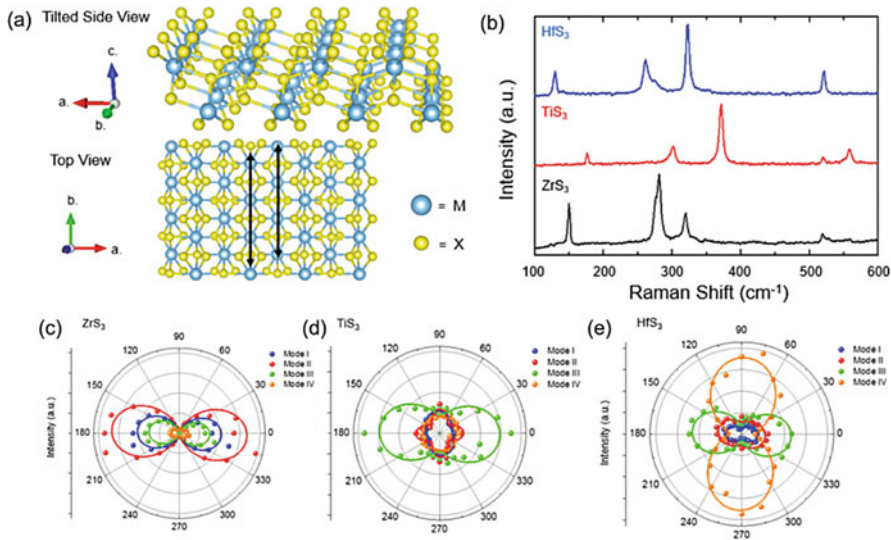 (a)
Tilted Side View
c.
a.
b.
Top View
b.
a.
= M
= X
(b)
HfS3
TiS3
ZrS3
Intensity (a.u.)
100 200 300 400 500 600
Raman Shift (cm-1)
(c)
ZrS3
90
120 60
150 30
180 0
210 330
240 300
270
Intensity (a.u.)
Mode I
Mode II
Mode III
Mode IV
(d)
TiS3
90
120 60
150 30
180 0
210 330
240 300
270
Intensity (a.u.)
Mode I
Mode II
Mode III
Mode IV
(e)
HfS3
90
120 60
150 30
180 0
210 330
240 300
270
Intensity (a.u.)
Mode I
Mode II
Mode III
Mode IV